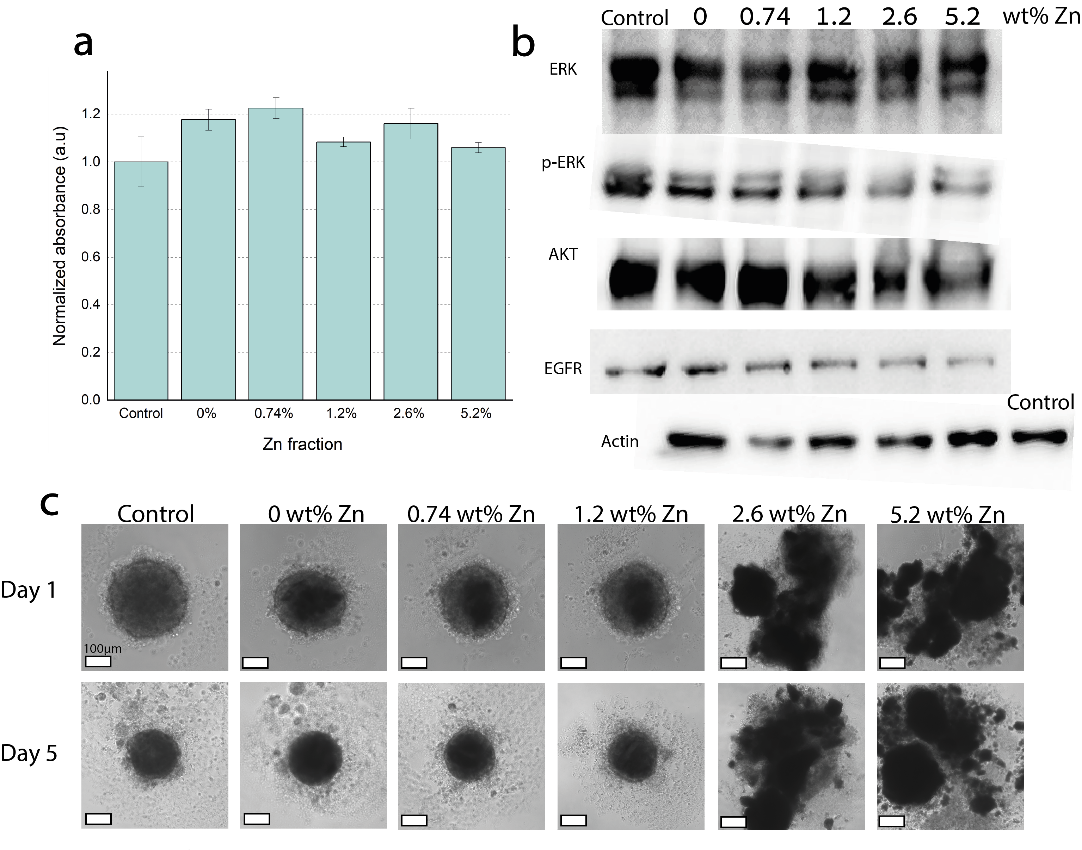 a
Normalized absorbance (a.u)
1.2
1.0
0.8
0.6
0.4
0.2
0.0
Control 0% 0.74% 1.2% 2.6% 5.2%
Zn fraction
b
Control 0 0.74 1.2 2.6 5.2 wt% Zn
ERK
p-ERK
AKT
EGFR
Control
Actin
c
Control 0 wt% Zn 0.74 wt% Zn 1.2 wt% Zn 2.6 wt% Zn 5.2 wt% Zn
Day 1
100μm
Day 5